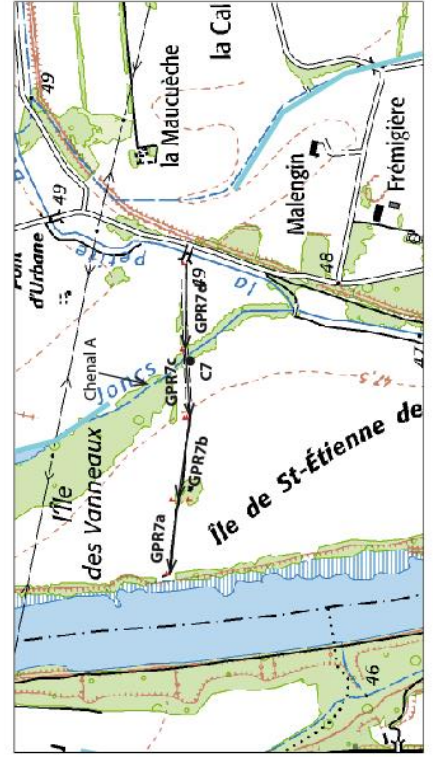 49
49
Pont
d'Urbane
l'Île
des Vanneaux
Chenal A
joncs
Petite
la Maucuèche
la Cal
GPR7a
GPR7b
GPR7c
GPR7d
49
C7
la
Île de St-Étienne de
Malengin
48
Frémigière
47.5
46
47